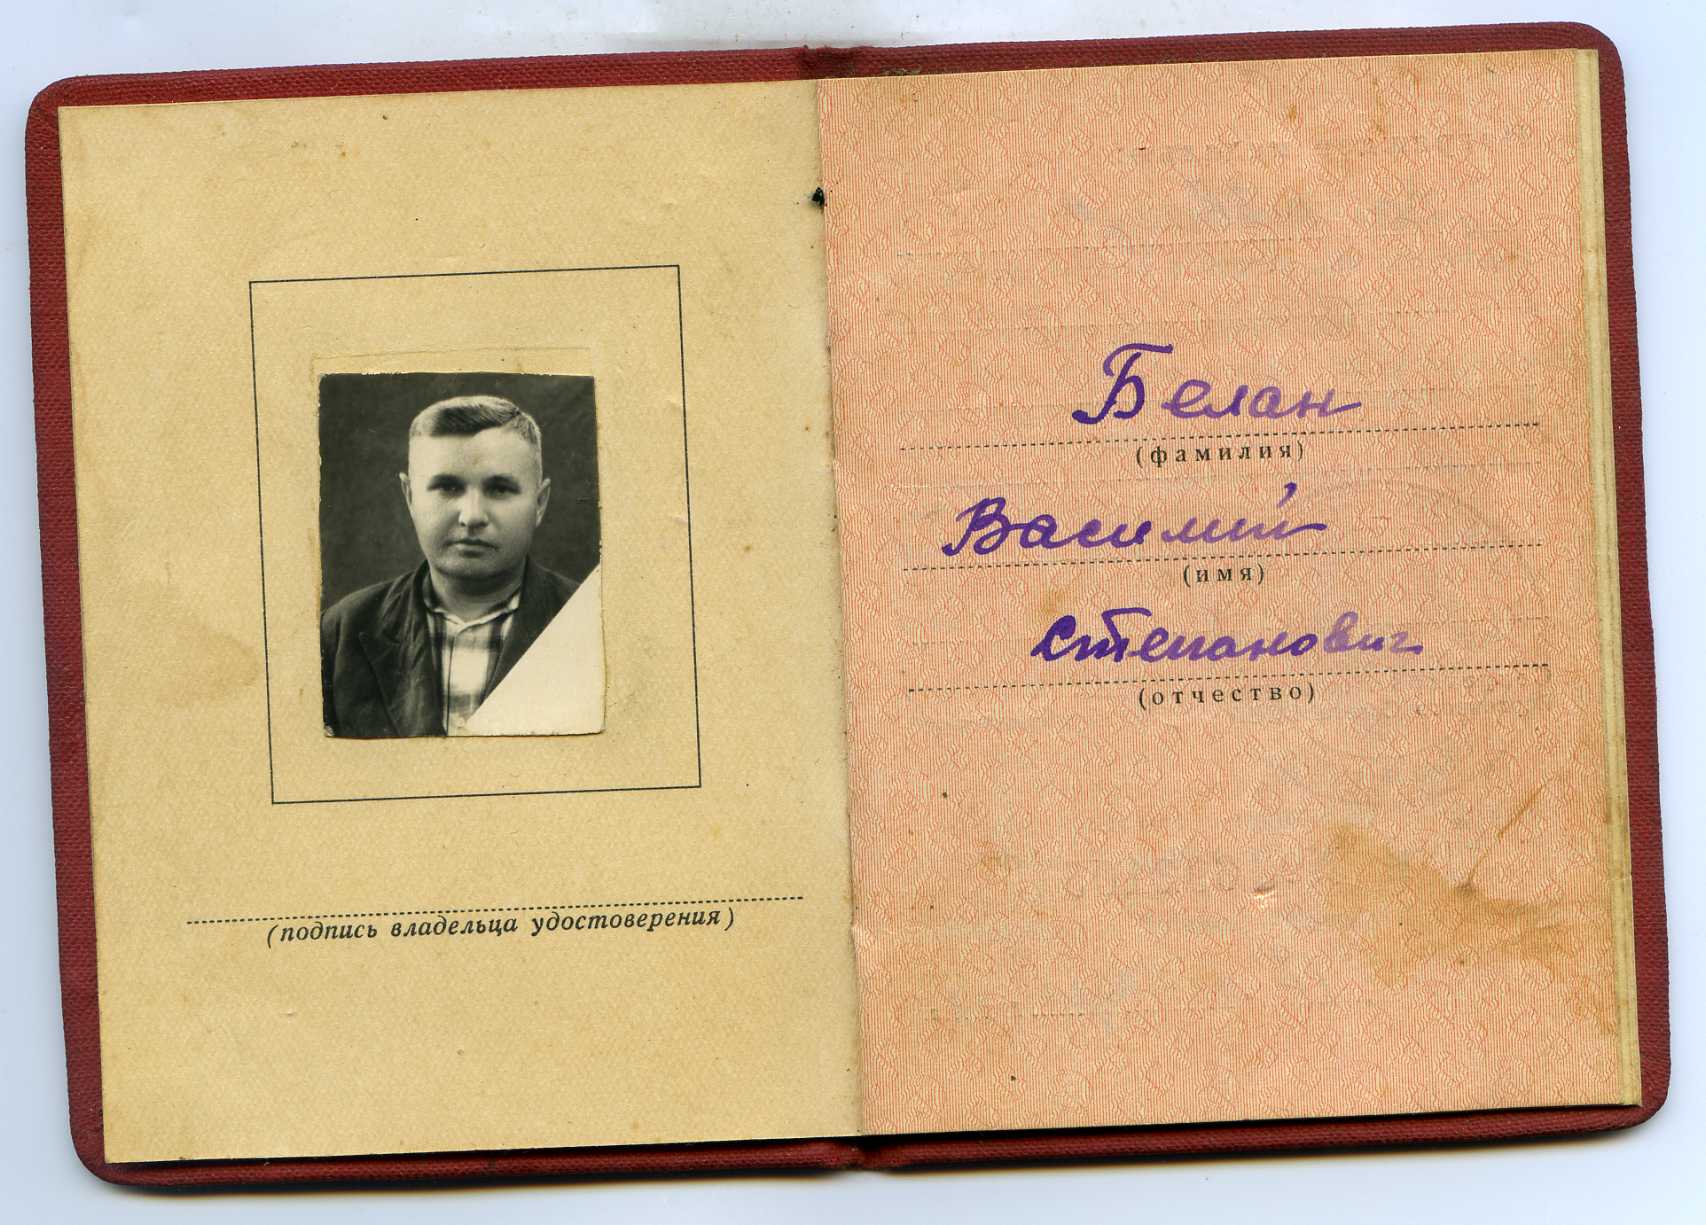 (подпись владельца удостоверения)
Белан
(фамилия)
Василий
(имя)
Степанович
(отчество)